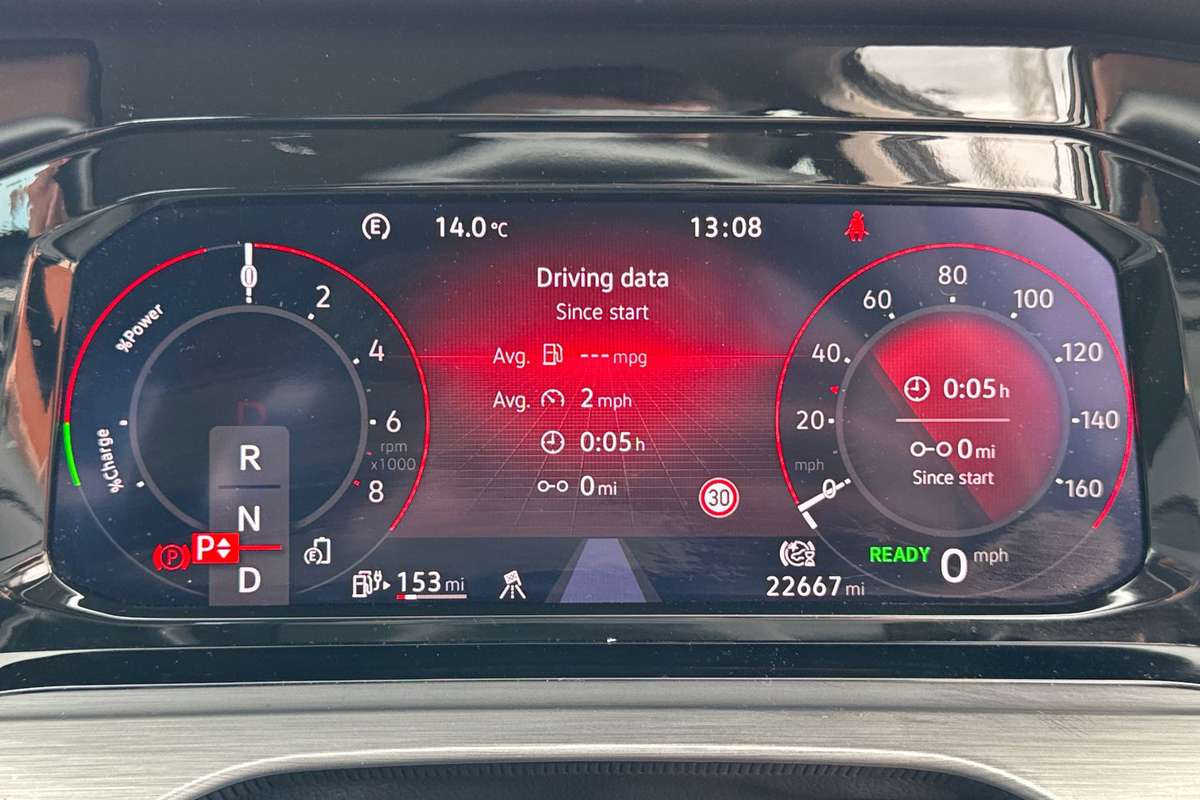 E 14.0 °C 13:08
Driving data
Since start
Avg. --- mpg
Avg. 2 mph
0:05 h
0 mi
%Power
%Charge
0
2
4
6
8
rpm
x1000
P
R
N
D
P
E
153 mi
30
0
20
40
60
80
100
120
140
160
mph
0:05 h
0 mi
Since start
22667 mi
READY 0 mph